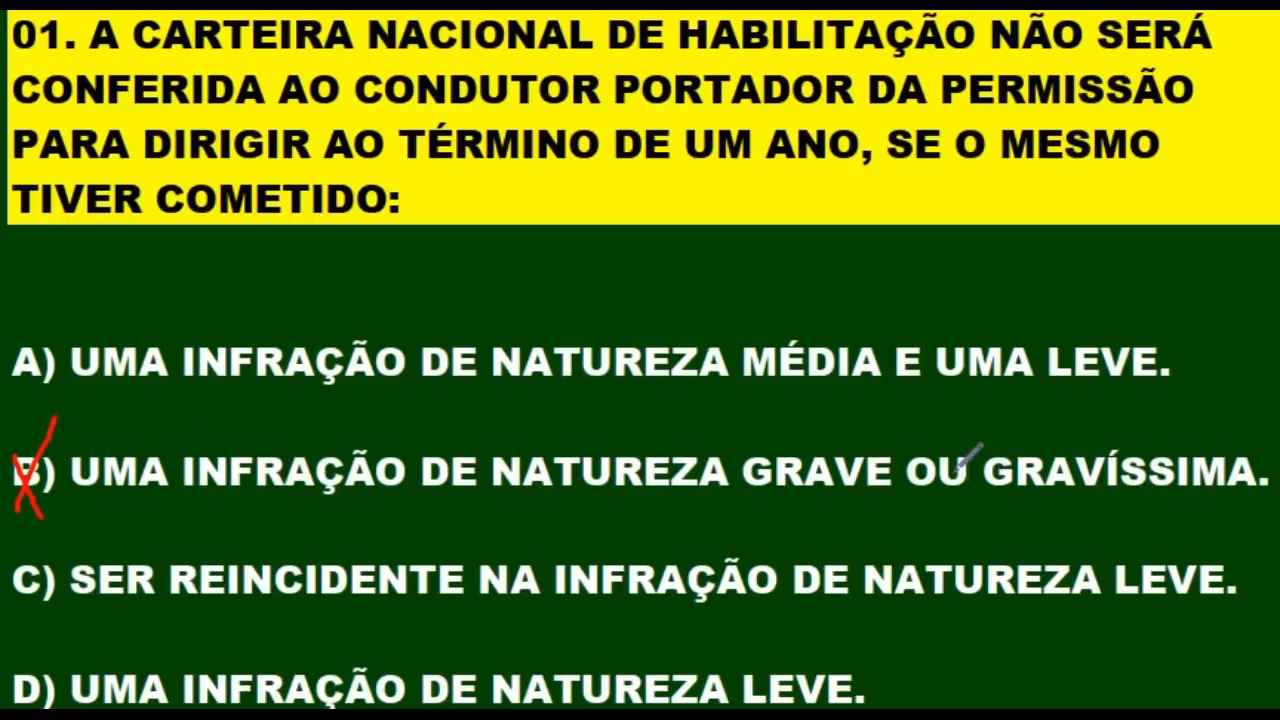 01. A CARTEIRA NACIONAL DE HABILITAÇÃO NÃO SERÁ
CONFERIDA AO CONDUTOR PORTADOR DA PERMISSÃO
PARA DIRIGIR AO TÉRMINO DE UM ANO, SE O MESMO
TIVER COMETIDO:
A) UMA INFRAÇÃO DE NATUREZA MÉDIA E UMA LEVE.
B) UMA INFRAÇÃO DE NATUREZA GRAVE OU GRAVÍSSIMA.
C) SER REINCIDENTE NA INFRAÇÃO DE NATUREZA LEVE.
D) UMA INFRAÇÃO DE NATUREZA LEVE.